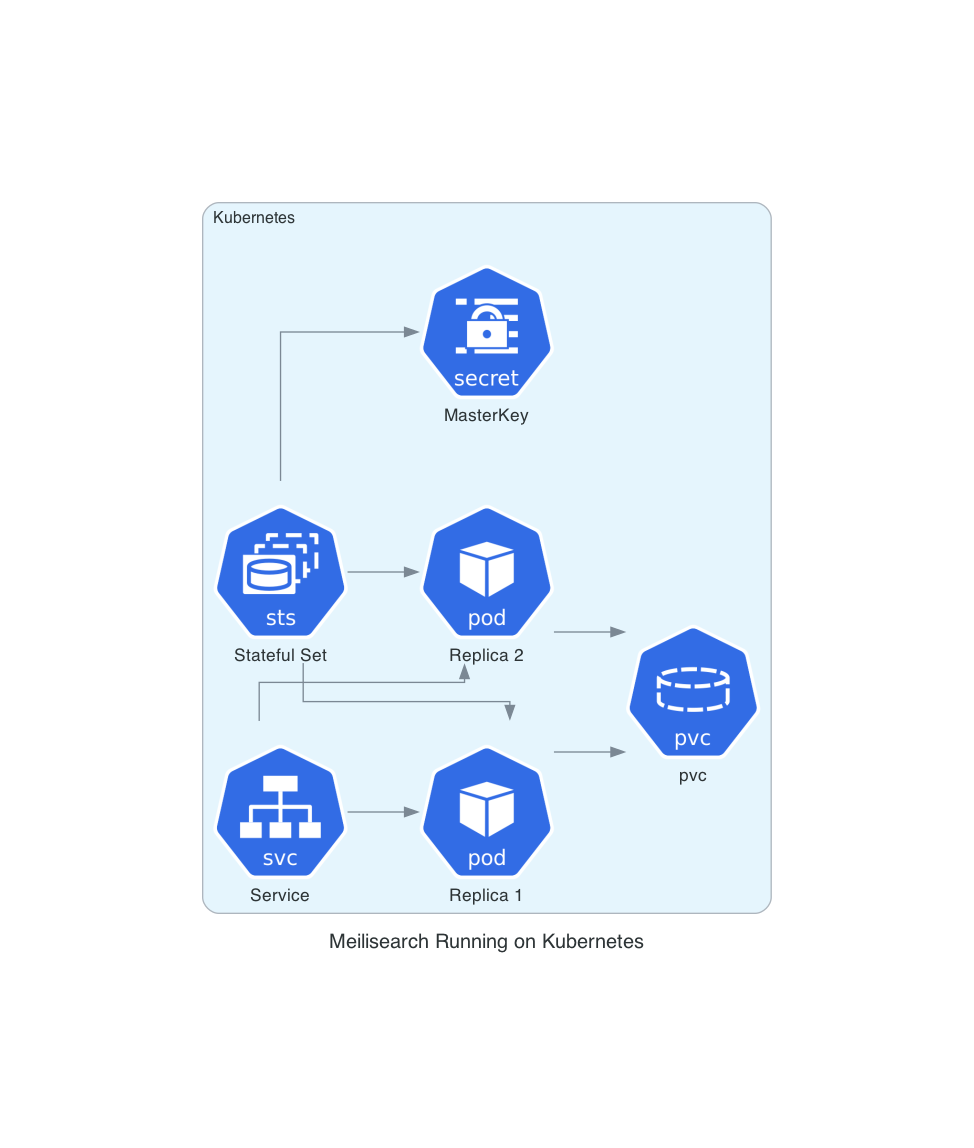 Kubernetes
secret
MasterKey
sts
Stateful Set
pod
Replica 2
pvc
pvc
svc
Service
pod
Replica 1
Meilisearch Running on Kubernetes